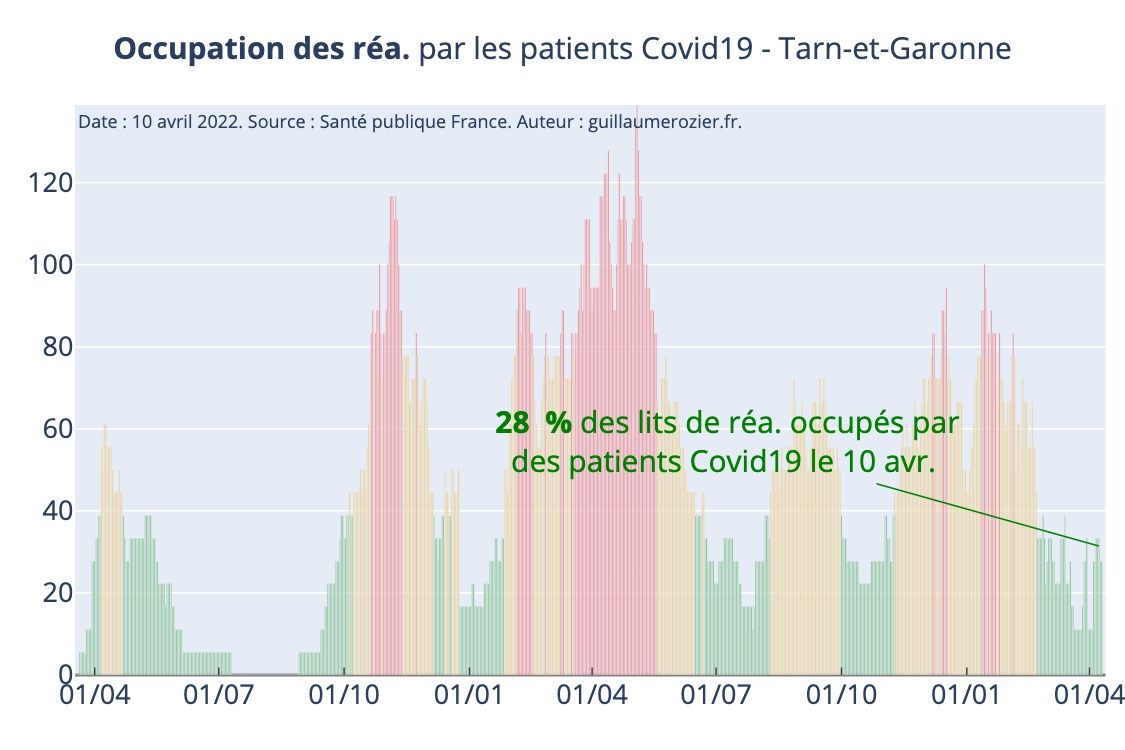 Occupation des réa. par les patients Covid19 - Tarn-et-Garonne
Date : 10 avril 2022. Source : Santé publique France. Auteur : guillaumerozier.fr.
120
100
80
60
40
20
0
28 % des lits de réa. occupés par
des patients Covid19 le 10 avr.
01/04 01/07 01/10 01/01 01/04 01/07 01/10 01/01 01/04